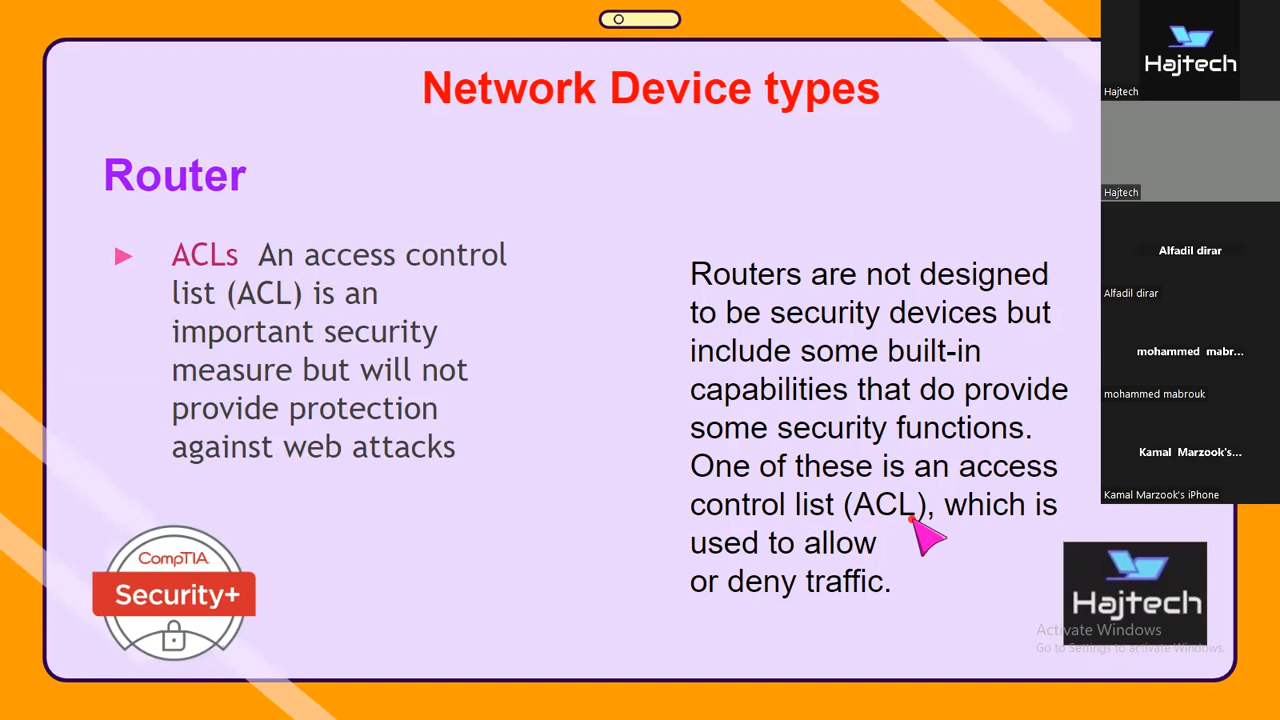 Network Device types
Router
► ACLs An access control
list (ACL) is an
important security
measure but will not
provide protection
against web attacks
Routers are not designed
to be security devices but
include some built-in
capabilities that do provide
some security functions.
One of these is an access
control list (ACL), which is
used to allow
or deny traffic.
CompTIA.
Security+
Hajtech
Activate Windows
Go to Settings to activate Windows.
Hajtech
Hajtech
Hajtech
Alfadil dirar
Alfadil dirar
mohammed mabr...
mohammed mabrouk
Kamal Marzook's...
Kamal Marzook's iPhone